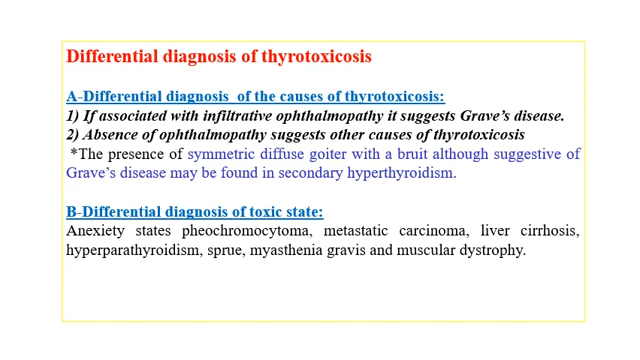 Differential diagnosis of thyrotoxicosis
A-Differential diagnosis of the causes of thyrotoxicosis:
1) If associated with infiltrative ophthalmopathy it suggests Grave's disease.
2) Absence of ophthalmopathy suggests other causes of thyrotoxicosis
*The presence of symmetric diffuse goiter with a bruit although suggestive of
Grave's disease may be found in secondary hyperthyroidism.
B-Differential diagnosis of toxic state:
Anexiety states pheochromocytoma, metastatic carcinoma, liver cirrhosis,
hyperparathyroidism, sprue, myasthenia gravis and muscular dystrophy.